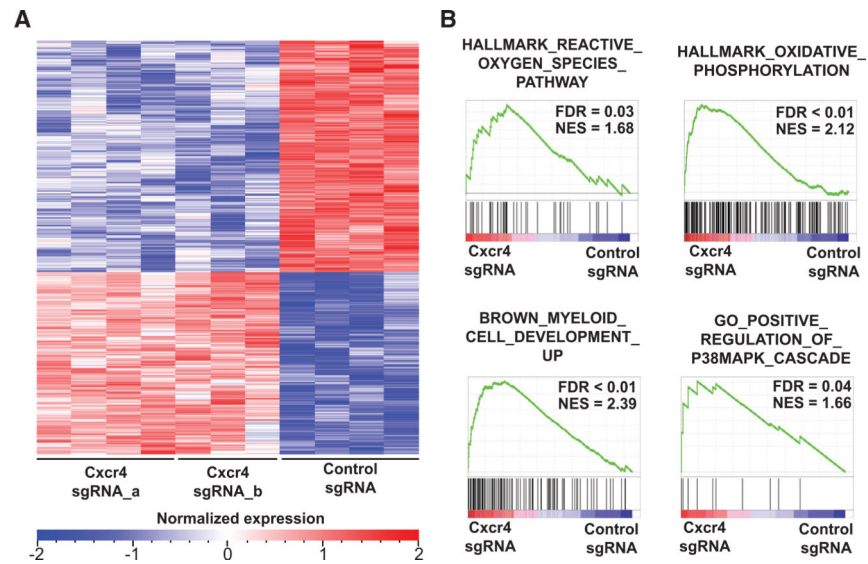 A
Cxcr4
sgRNA_a
Cxcr4
sgRNA_b
Control
sgRNA
Normalized expression
-2
-1
0
1
2
B
HALLMARK_REACTIVE_
OXYGEN_SPECIES_
PATHWAY
FDR = 0.03
NES = 1.68
Cxcr4
sgRNA
Control
sgRNA
HALLMARK_OXIDATIVE_
PHOSPHORYLATION
FDR < 0.01
NES = 2.12
Cxcr4
sgRNA
Control
sgRNA
BROWN_MYELOID_
CELL_DEVELOPMENT_
UP
FDR < 0.01
NES = 2.39
Cxcr4
sgRNA
Control
sgRNA
GO_POSITIVE_
REGULATION_OF_
P38MAPK_CASCADE
FDR = 0.04
NES = 1.66
Cxcr4
sgRNA
Control
sgRNA